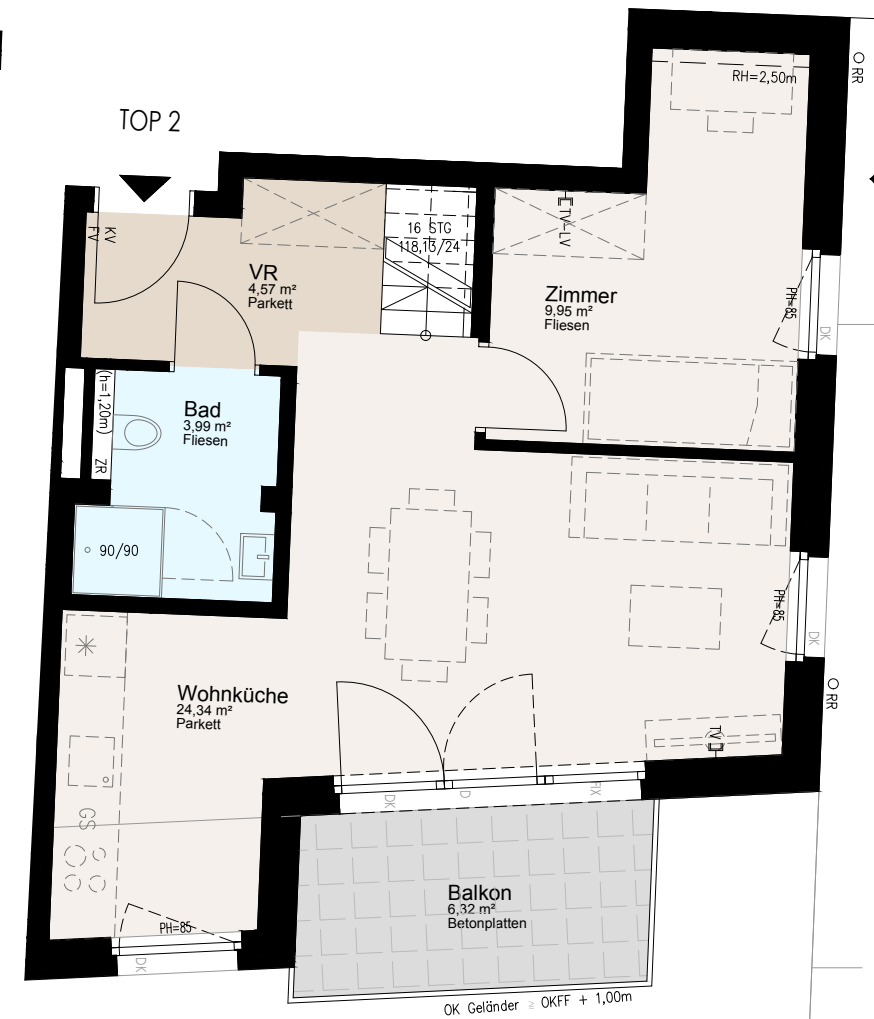 RR
RH=2,50m
TOP 2
TV-LV
16 STG
118,13/24
KV
FV
VR
4,57 m²
Parkett
Zimmer
9,95 m²
Fliesen
PH=85
DK
(h=1,20m)
ZR
Bad
3,99 m²
Fliesen
90/90
PH=85
DK
RR
Wohnküche
24,34 m²
Parkett
TV
DK
D
FIX
GS
Balkon
6,32 m²
Betonplatten
PH=85
DK
OK Geländer ≥ OKFF + 1,00m